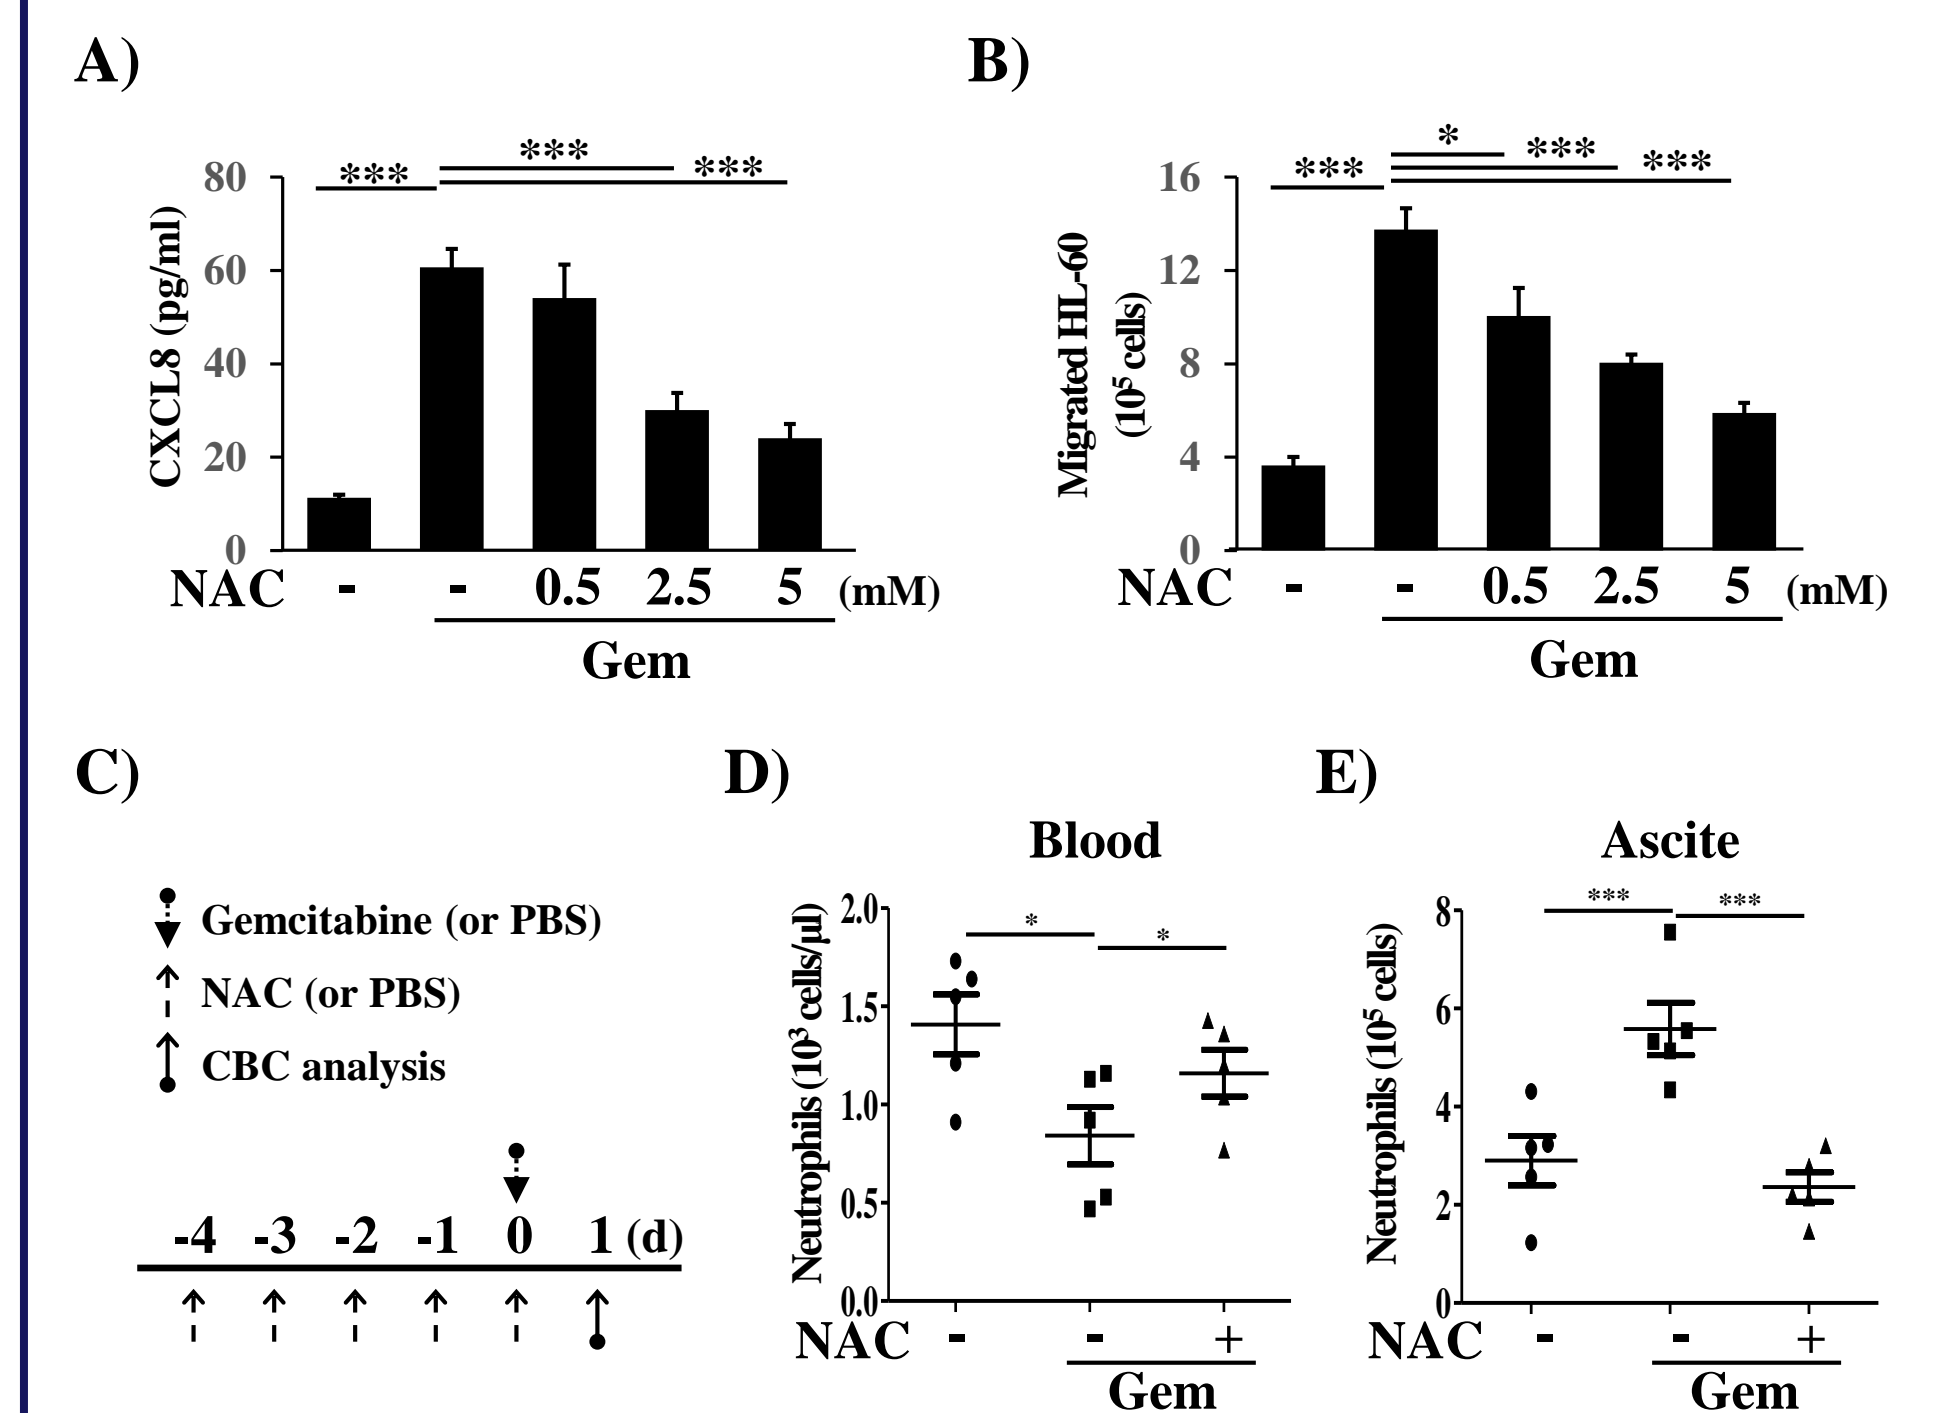 A)
*** *** ***
CXCL8 (pg/ml)
80
60
40
20
0
NAC - - 0.5 2.5 5 (mM)
Gem
B)
*** * *** ***
Migrated HL-60
(10⁵ cells)
16
12
8
4
0
NAC - - 0.5 2.5 5 (mM)
Gem
C)
Gemcitabine (or PBS)
NAC (or PBS)
CBC analysis
-4 -3 -2 -1 0 1 (d)
D)
Blood
* *
Neutrophils (10³ cells/μl)
2.0
1.5
1.0
0.5
0.0
NAC - - +
Gem
E)
Ascite
*** ***
Neutrophils (10⁵ cells)
8
6
4
2
0
NAC - - +
Gem